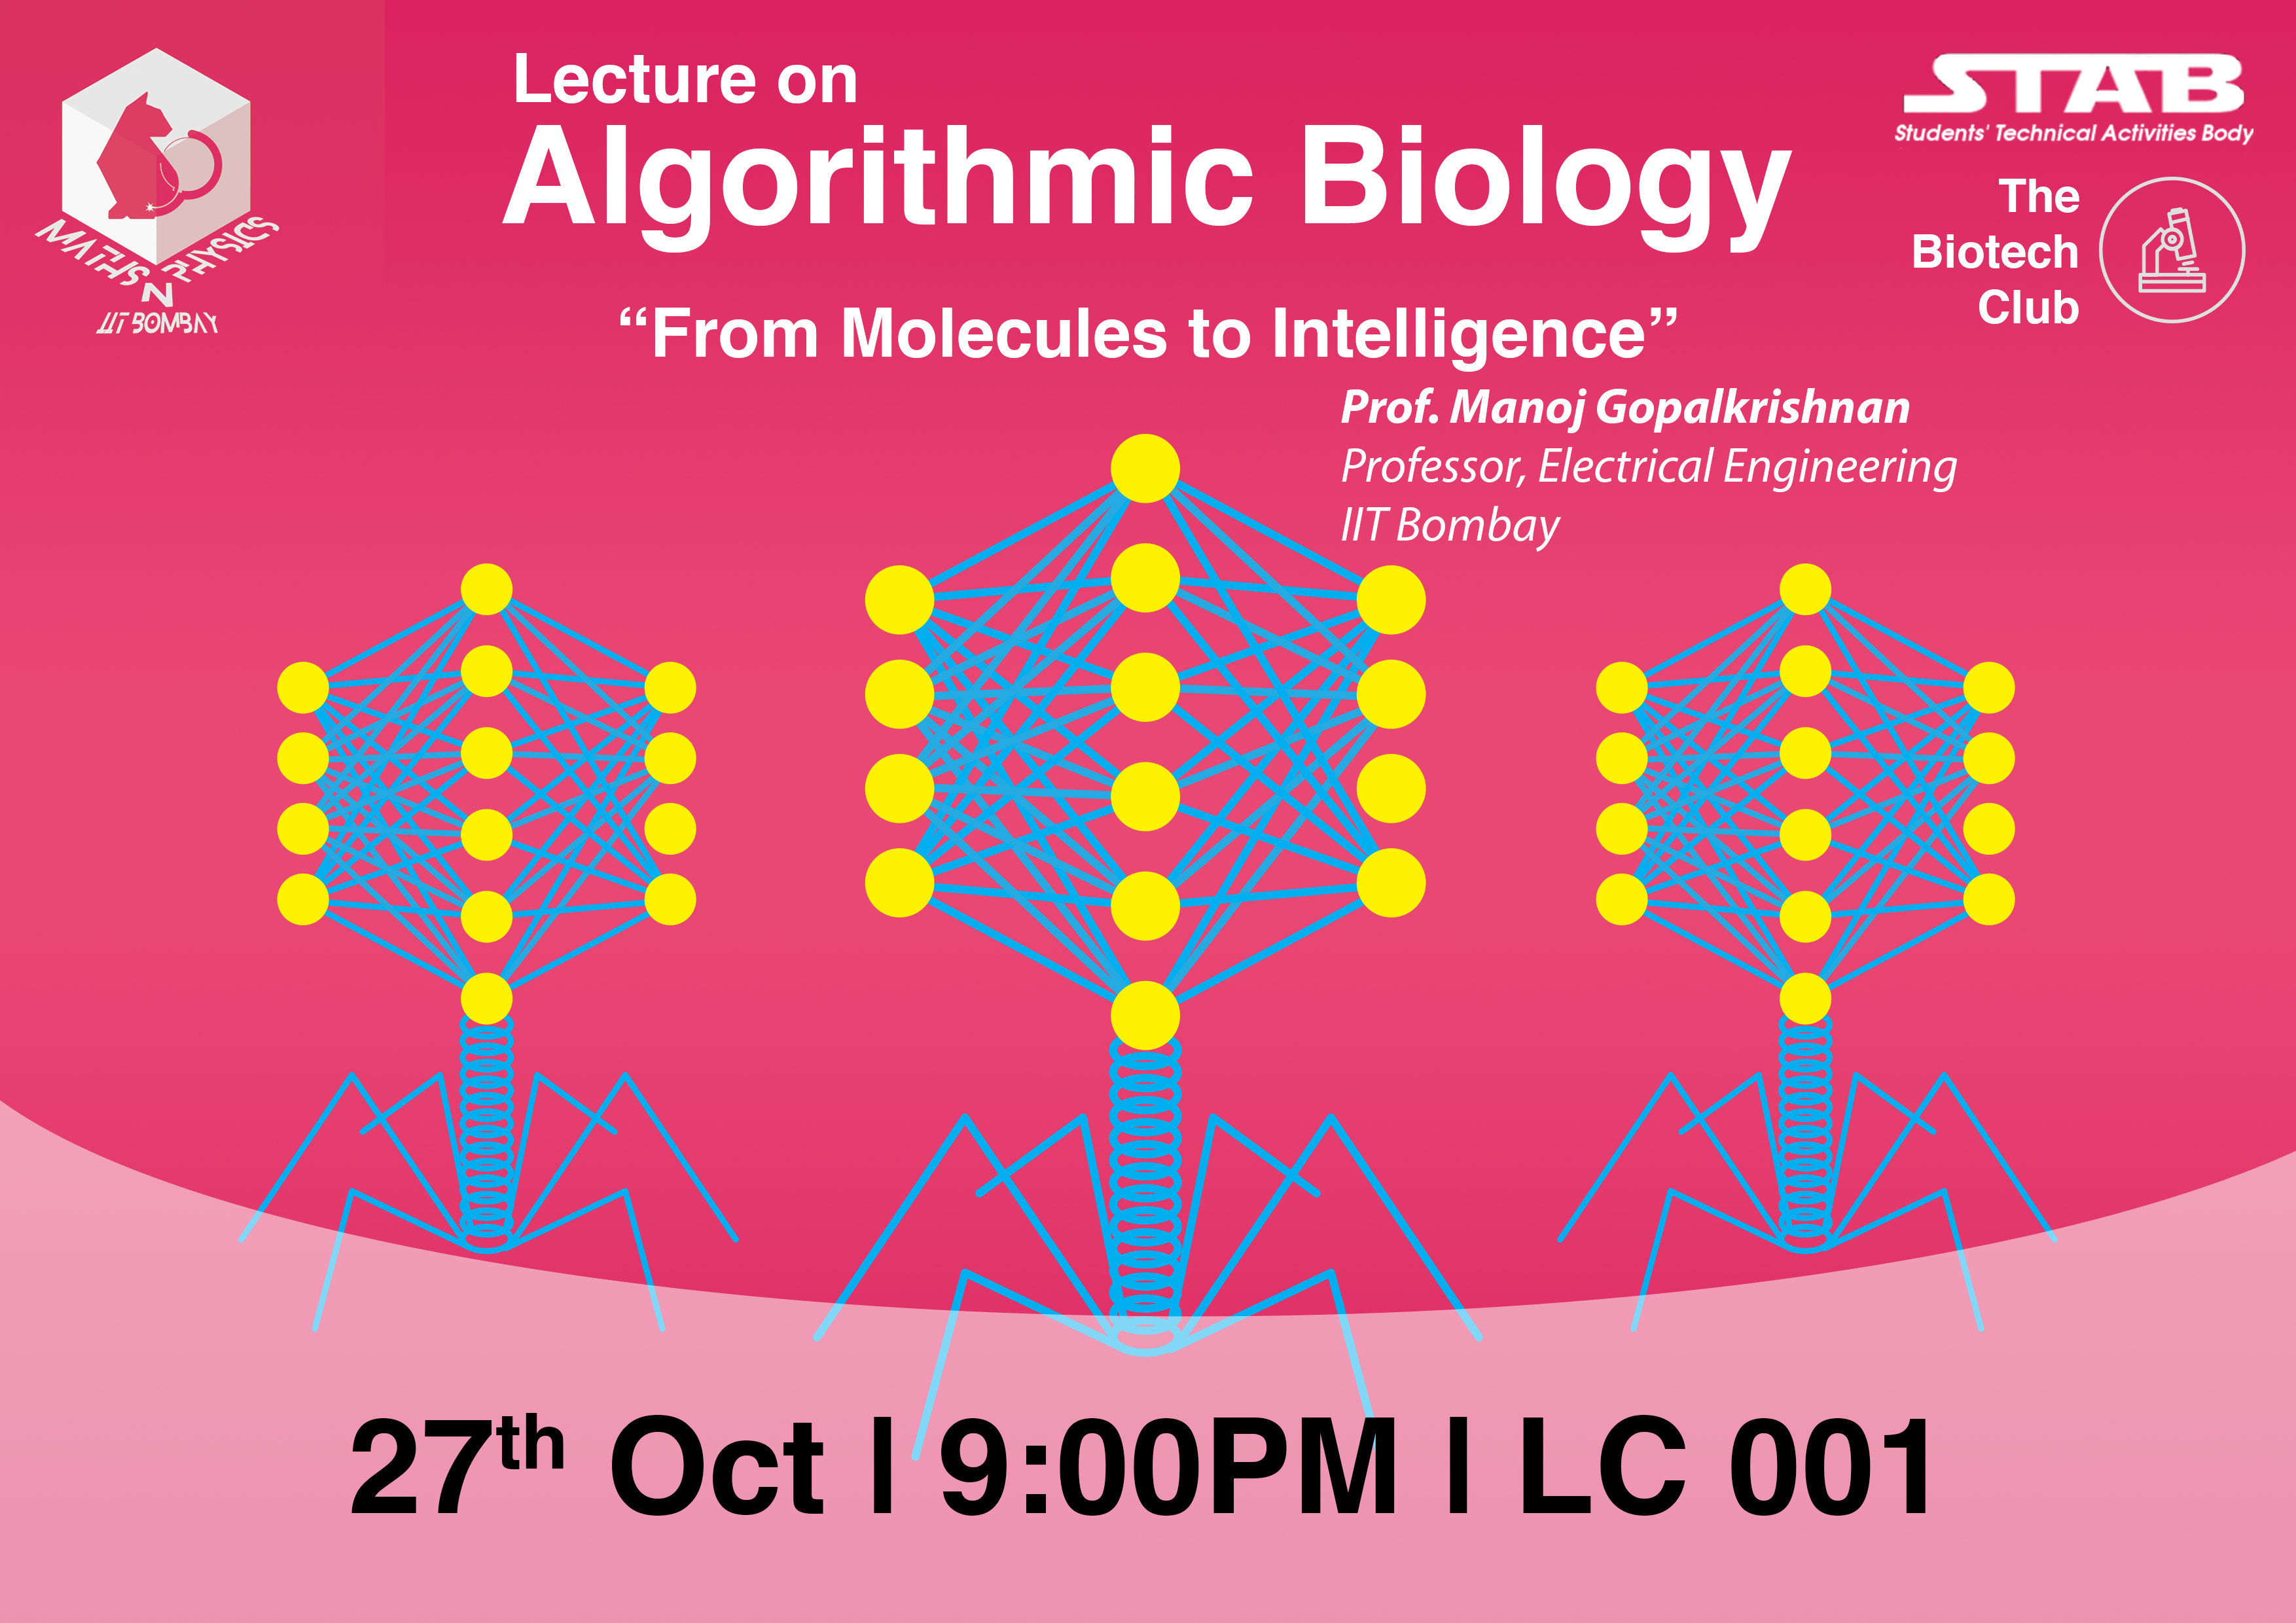 Lecture on
Algorithmic Biology
“From Molecules to Intelligence”
Prof. Manoj Gopalkrishnan
Professor, Electrical Engineering
IIT Bombay
MATHS N PHYSICS
IIT BOMBAY
STAB
Students' Technical Activities Body
The
Biotech
Club
27th Oct | 9:00PM | LC 001